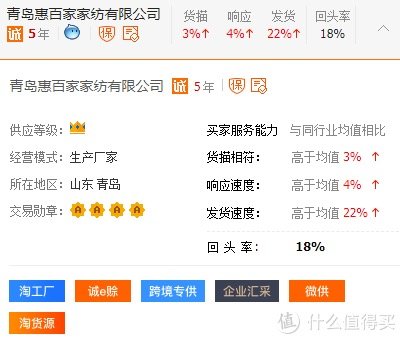 青岛惠百家家纺有限公司 货描 响应 发货 回头率
诚 5年 保 3%↑ 4%↑ 22%↑ 18%
青岛惠百家家纺有限公司 诚 5年 保
供应等级： 买家服务能力 与同行业均值相比
经营模式：生产厂家 货描相符： 高于均值 3% ↑
所在地区：山东 青岛 响应速度： 高于均值 4% ↑
交易勋章：A A A A 发货速度： 高于均值 22% ↑
回 头 率： 18%
淘工厂 诚e赊 跨境专供 企业汇采 微供
淘货源
值 什么值得买